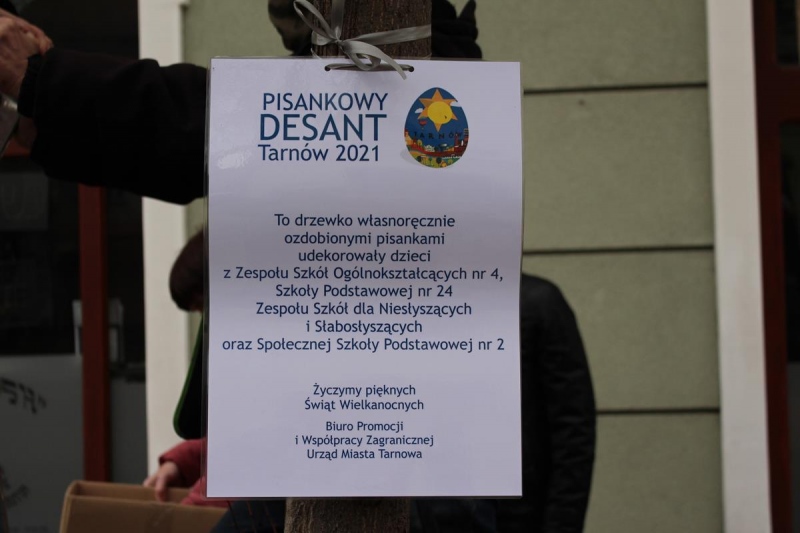 PISANKOWY
DESANT
Tarnów 2021
TARNÓW
To drzewko własnoręcznie
ozdobionymi pisankami
udekorowały dzieci
z Zespołu Szkół Ogólnokształcących nr 4,
Szkoły Podstawowej nr 24
Zespołu Szkół dla Niesłyszących
i Słabosłyszących
oraz Społecznej Szkoły Podstawowej nr 2
Życzymy pięknych
Świąt Wielkanocnych
Biuro Promocji
i Współpracy Zagranicznej
Urząd Miasta Tarnowa